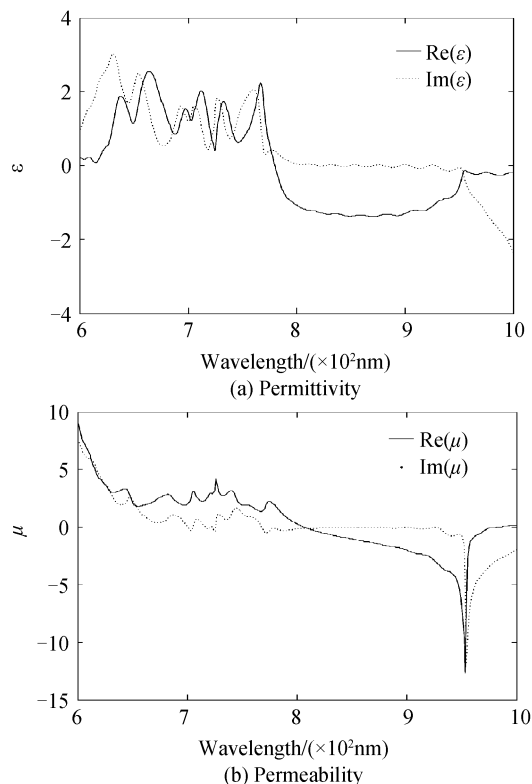 4
2
0
−2
−4
ε
Re(ε)
Im(ε)
6 7 8 9 10
Wavelength/(×10²nm)
(a) Permittivity
10
5
0
−5
−10
−15
μ
Re(μ)
Im(μ)
6 7 8 9 10
Wavelength/(×10²nm)
(b) Permeability